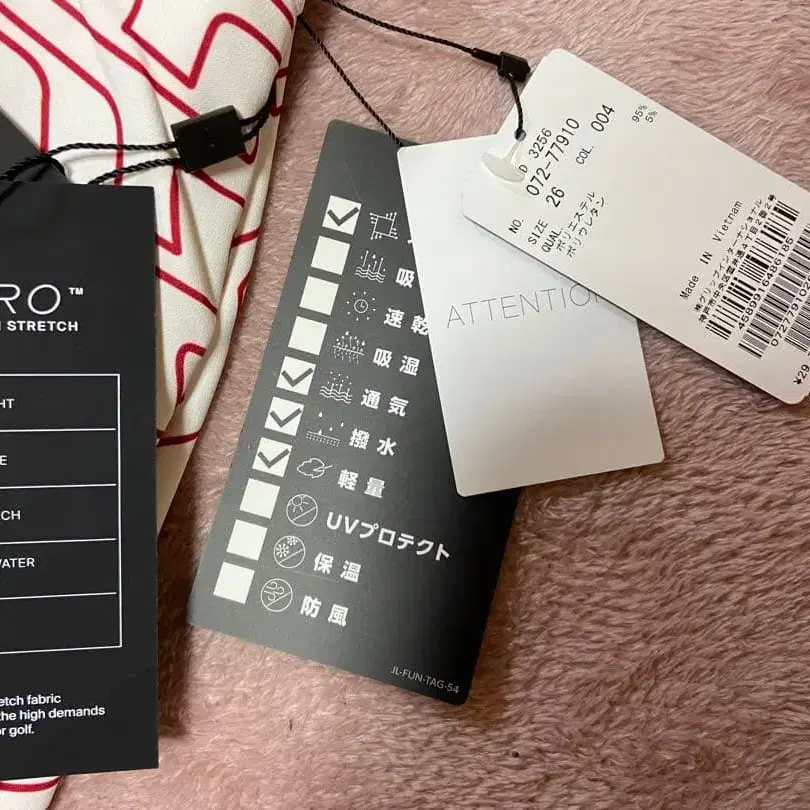 RO™
STRETCH
HT
E
CH
WATER
etch fabric
the high demands
or golf.
吸
速乾
吸湿
通気
撥水
軽量
UVプロテクト
保温
防風
JL-FUN-TAG-54
ATTENTION
3256
NO. 072-77910
SIZE 26 COL. 004
QUAL.
ポリエステル 95%
ポリウレタン 5%
Made IN Vietnam
¥29